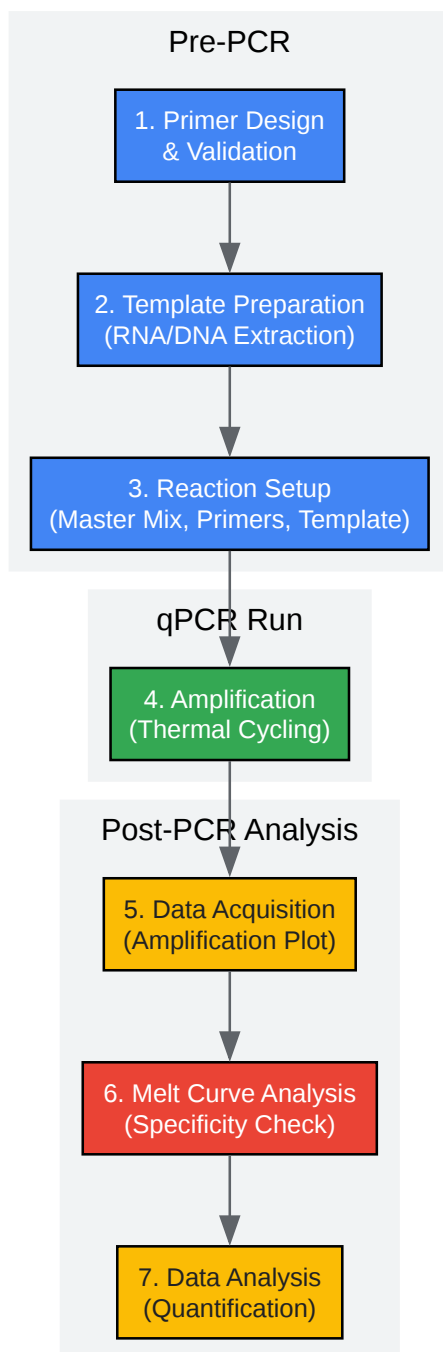 Pre-PCR
1. Primer Design
& Validation
2. Template Preparation
(RNA/DNA Extraction)
3. Reaction Setup
(Master Mix, Primers, Template)
qPCR Run
4. Amplification
(Thermal Cycling)
Post-PCR Analysis
5. Data Acquisition
(Amplification Plot)
6. Melt Curve Analysis
(Specificity Check)
7. Data Analysis
(Quantification)